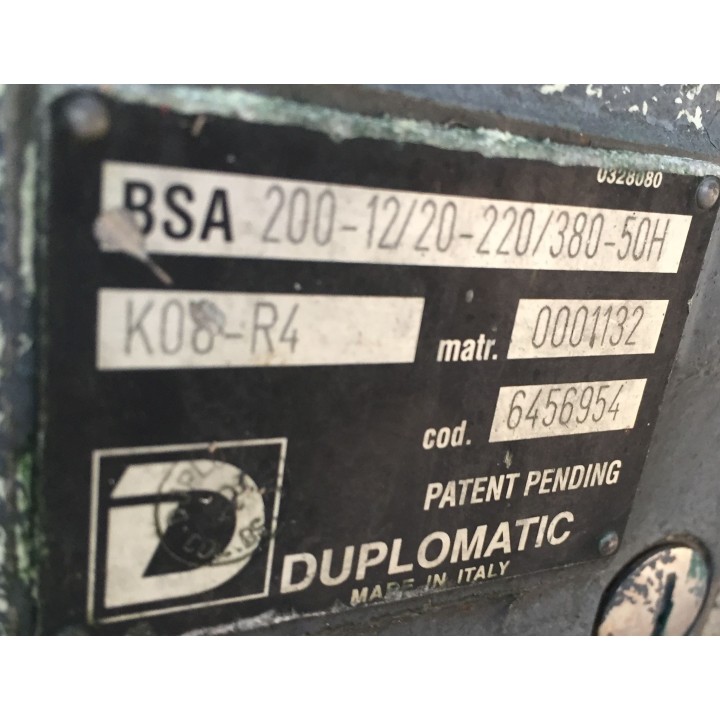 0328080
BSA 200-12/20-220/380-50H
K08-R4 matr. 0001132
cod. 6456954
PATENT PENDING
D DUPLOMATIC
MADE IN ITALY